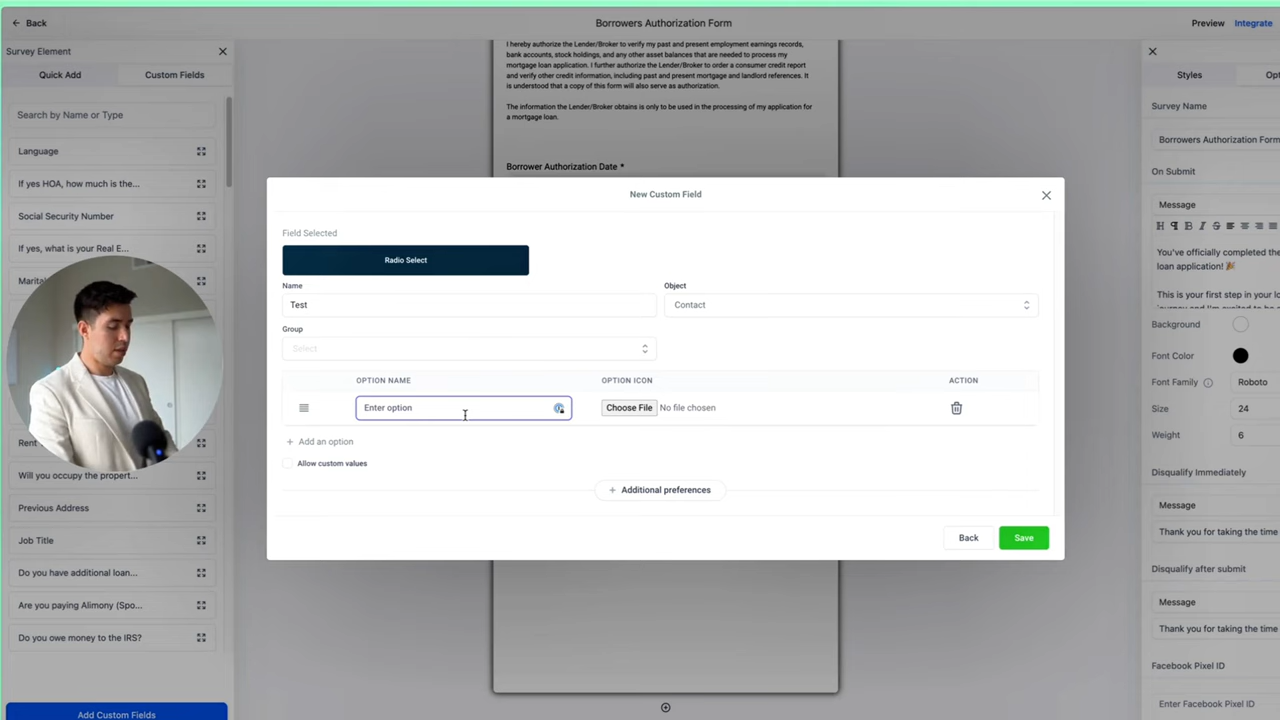 Back
Borrowers Authorization Form
Preview
Integrate
Survey Element
Quick Add
Custom Fields
Search by Name or Type
Language
If yes HOA, how much is the...
Social Security Number
If yes, what is your Real E...
Rent
Will you occupy the propert...
Previous Address
Job Title
Do you have additional loan...
Are you paying Alimony (Spo...
Do you owe money to the IRS?
Add Custom Fields
I hereby authorize the Lender/Broker to verify my past and present employment earnings records,
bank accounts, stock holdings, and any other asset balances that are needed to process my
mortgage loan application. I further authorize the Lender/Broker to order a consumer credit report
and verify other credit information, including past and present mortgage and landlord references. It
is understood that a copy of this form will also serve as authorization.
The information the Lender/Broker obtains is only to be used in the processing of my application
for a mortgage loan.
Borrower Authorization Date *
New Custom Field
Field Selected
Radio Select
Name
Object
Test
Contact
Group
Select
OPTION NAME
OPTION ICON
ACTION
Enter option
Choose File No file chosen
+ Add an option
Allow custom values
+ Additional preferences
Back
Save
Styles
Survey Name
Borrowers Authorization Form
On Submit
Message
You've officially completed the
loan application! 🎉
This is your first step in your
Background
Font Color
Font Family
Roboto
Size
24
Weight
6
Disqualify Immediately
Message
Thank you for taking the time
Disqualify after submit
Message
Thank you for taking the time
Facebook Pixel ID
Enter Facebook Pixel ID